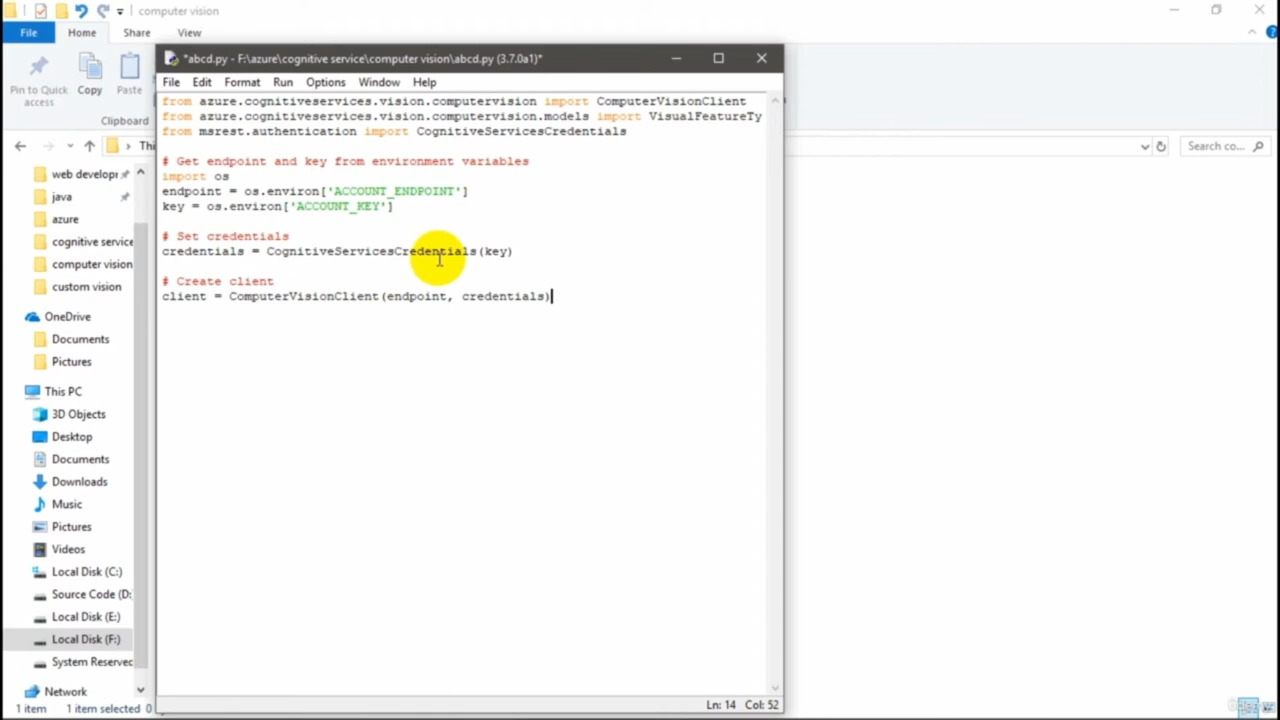 computer vision
File Home Share View
Pin to Quick access
Copy
Paste
Clipboard
Thi
Search co...
web develop
java
azure
cognitive service
computer vision
custom vision
OneDrive
Documents
Pictures
This PC
3D Objects
Desktop
Documents
Downloads
Music
Pictures
Videos
Local Disk (C:)
Source Code (D:
Local Disk (E:)
Local Disk (F:)
System Reserved
Network
1 item 1 item selected 0
*abcd.py - F:\azure\cognitive service\computer vision\abcd.py (3.7.0a1)*
File Edit Format Run Options Window Help
from azure.cognitiveservices.vision.computervision import ComputerVisionClient
from azure.cognitiveservices.vision.computervision.models import VisualFeatureTy
from msrest.authentication import CognitiveServicesCredentials
# Get endpoint and key from environment variables
import os
endpoint = os.environ['ACCOUNT_ENDPOINT']
key = os.environ['ACCOUNT_KEY']
# Set credentials
credentials = CognitiveServicesCredentials(key)
# Create client
client = ComputerVisionClient(endpoint, credentials)
Ln: 14 Col: 52